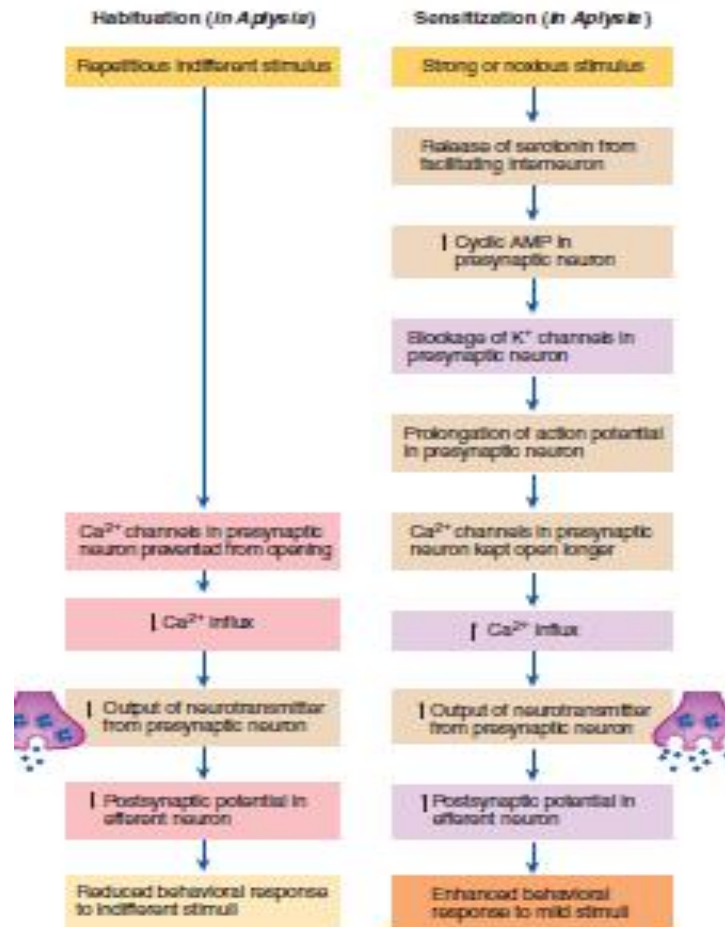 Habituation (in Aplysia)
Repetitious indifferent stimulus
Ca²⁺ channels in presynaptic
neuron prevented from opening
↓ Ca²⁺ influx
↓ Output of neurotransmitter
from presynaptic neuron
↓ Postsynaptic potential in
efferent neuron
Reduced behavioral response
to indifferent stimuli
Sensitization (in Aplysia)
Strong or noxious stimulus
Release of serotonin from
facilitating interneuron
↑ Cyclic AMP in
presynaptic neuron
Blockage of K⁺ channels in
presynaptic neuron
Prolongation of action potential
in presynaptic neuron
Ca²⁺ channels in presynaptic
neuron kept open longer
↑ Ca²⁺ influx
↑ Output of neurotransmitter
from presynaptic neuron
↑ Postsynaptic potential in
efferent neuron
Enhanced behavioral
response to mild stimuli